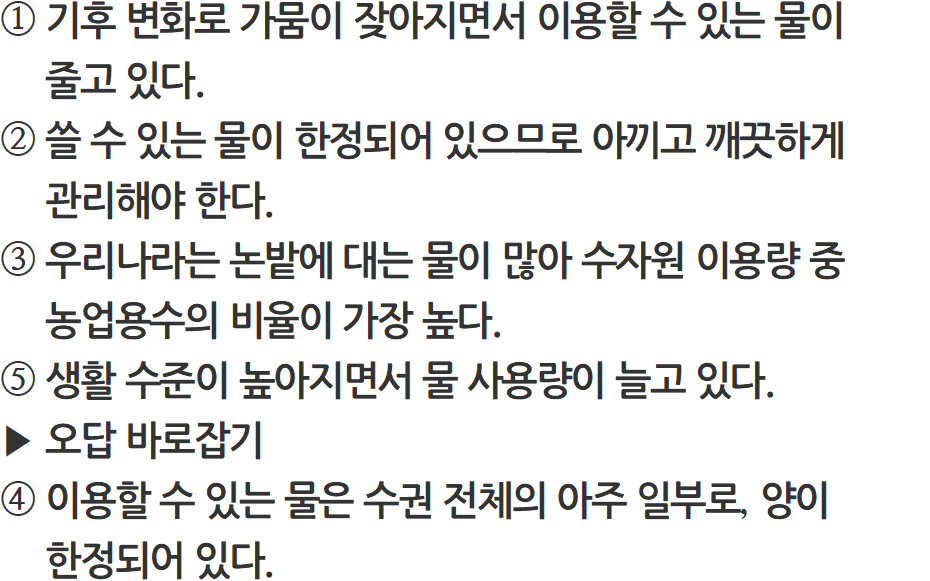 ① 기후 변화로 가뭄이 잦아지면서 이용할 수 있는 물이
줄고 있다.
② 쓸 수 있는 물이 한정되어 있으므로 아끼고 깨끗하게
관리해야 한다.
③ 우리나라는 논밭에 대는 물이 많아 수자원 이용량 중
농업용수의 비율이 가장 높다.
⑤ 생활 수준이 높아지면서 물 사용량이 늘고 있다.
▶ 오답 바로잡기
④ 이용할 수 있는 물은 수권 전체의 아주 일부로, 양이
한정되어 있다.